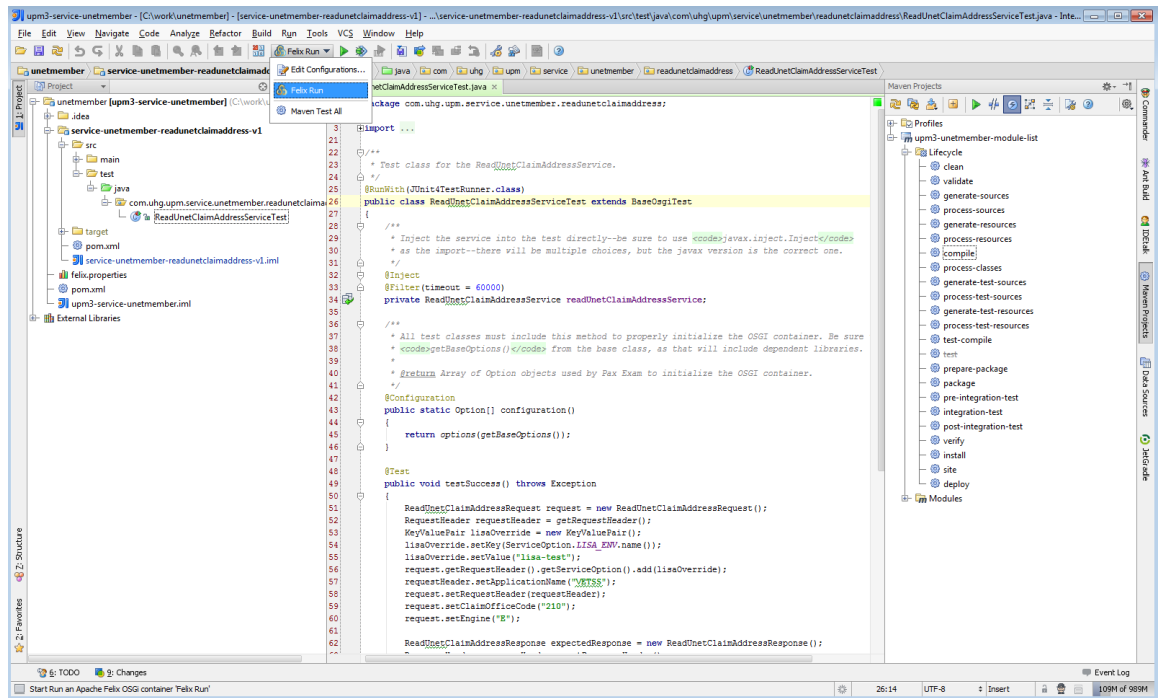 upm3-service-unetmember - [C:\work\unetmember] - [service-unetmember-readunetclaimaddress-v1] - ...\service-unetmember-readunetclaimaddress-v1\src\test\java\com\uhg\upm\service\unetmember\readunetclaimaddress\ReadUnetClaimAddressServiceTest.java - Inte...
File Edit View Navigate Code Analyze Refactor Build Run Tools VCS Window Help
Felix Run
Edit Configurations...
Felix Run
Maven Test All
unetmember service-unetmember-readunetclaimadd java com uhg upm service unetmember readunetclaimaddress ReadUnetClaimAddressServiceTest
1: Project
Z: Structure
2: Favorites
Project
unetmember [upm3-service-unetmember] (C:\work\u
.idea
service-unetmember-readunetclaimaddress-v1
src
main
test
java
com.uhg.upm.service.unetmember.readunetclaima
ReadUnetClaimAddressServiceTest
target
pom.xml
service-unetmember-readunetclaimaddress-v1.iml
felix.properties
pom.xml
upm3-service-unetmember.iml
External Libraries
netClaimAddressServiceTest.java
ackage com.uhg.upm.service.unetmember.readunetclaimaddress;
3 import ...
21
22 /**
23 * Test class for the ReadUnetClaimAddressService.
24 */
25 @RunWith(JUnit4TestRunner.class)
26 public class ReadUnetClaimAddressServiceTest extends BaseOsgiTest
27 {
28 /**
29 * Inject the service into the test directly--be sure to use <code>javax.inject.Inject</code>
30 * as the import--there will be multiple choices, but the javax version is the correct one.
31 */
32 @Inject
33 @Filter(timeout = 60000)
34 private ReadUnetClaimAddressService readUnetClaimAddressService;
35
36 /**
37 * All test classes must include this method to properly initialize the OSGI container. Be sure
38 * <code>getBaseOptions()</code> from the base class, as that will include dependent libraries.
39 *
40 * @return Array of Option objects used by Pax Exam to initialize the OSGI container.
41 */
42 @Configuration
43 public static Option[] configuration()
44 {
45 return options(getBaseOptions());
46 }
47
48 @Test
49 public void testSuccess() throws Exception
50 {
51 ReadUnetClaimAddressRequest request = new ReadUnetClaimAddressRequest();
52 RequestHeader requestHeader = getRequestHeader();
53 KeyValuePair lisaOverride = new KeyValuePair();
54 lisaOverride.setKey(ServiceOption.LISA_ENV.name());
55 lisaOverride.setValue("lisa-test");
56 request.getRequestHeader().getServiceOption().add(lisaOverride);
57 requestHeader.setApplicationName("VETSS");
58 request.setRequestHeader(requestHeader);
59 request.setClaimOfficeCode("210");
60 request.setEngine("E");
61
62 ReadUnetClaimAddressResponse expectedResponse = new ReadUnetClaimAddressResponse();
Maven Projects
Profiles
upm3-unetmember-module-list
Lifecycle
clean
validate
generate-sources
process-sources
generate-resources
process-resources
compile
process-classes
generate-test-sources
process-test-sources
generate-test-resources
process-test-resources
test-compile
test
prepare-package
package
pre-integration-test
integration-test
post-integration-test
verify
install
site
deploy
Modules
Commander
Ant Build
IDEtalk
Maven Projects
Data Sources
JetGradle
6: TODO 9: Changes Event Log
Start Run an Apache Felix OSGi container 'Felix Run' 26:14 UTF-8 Insert 109M of 989M